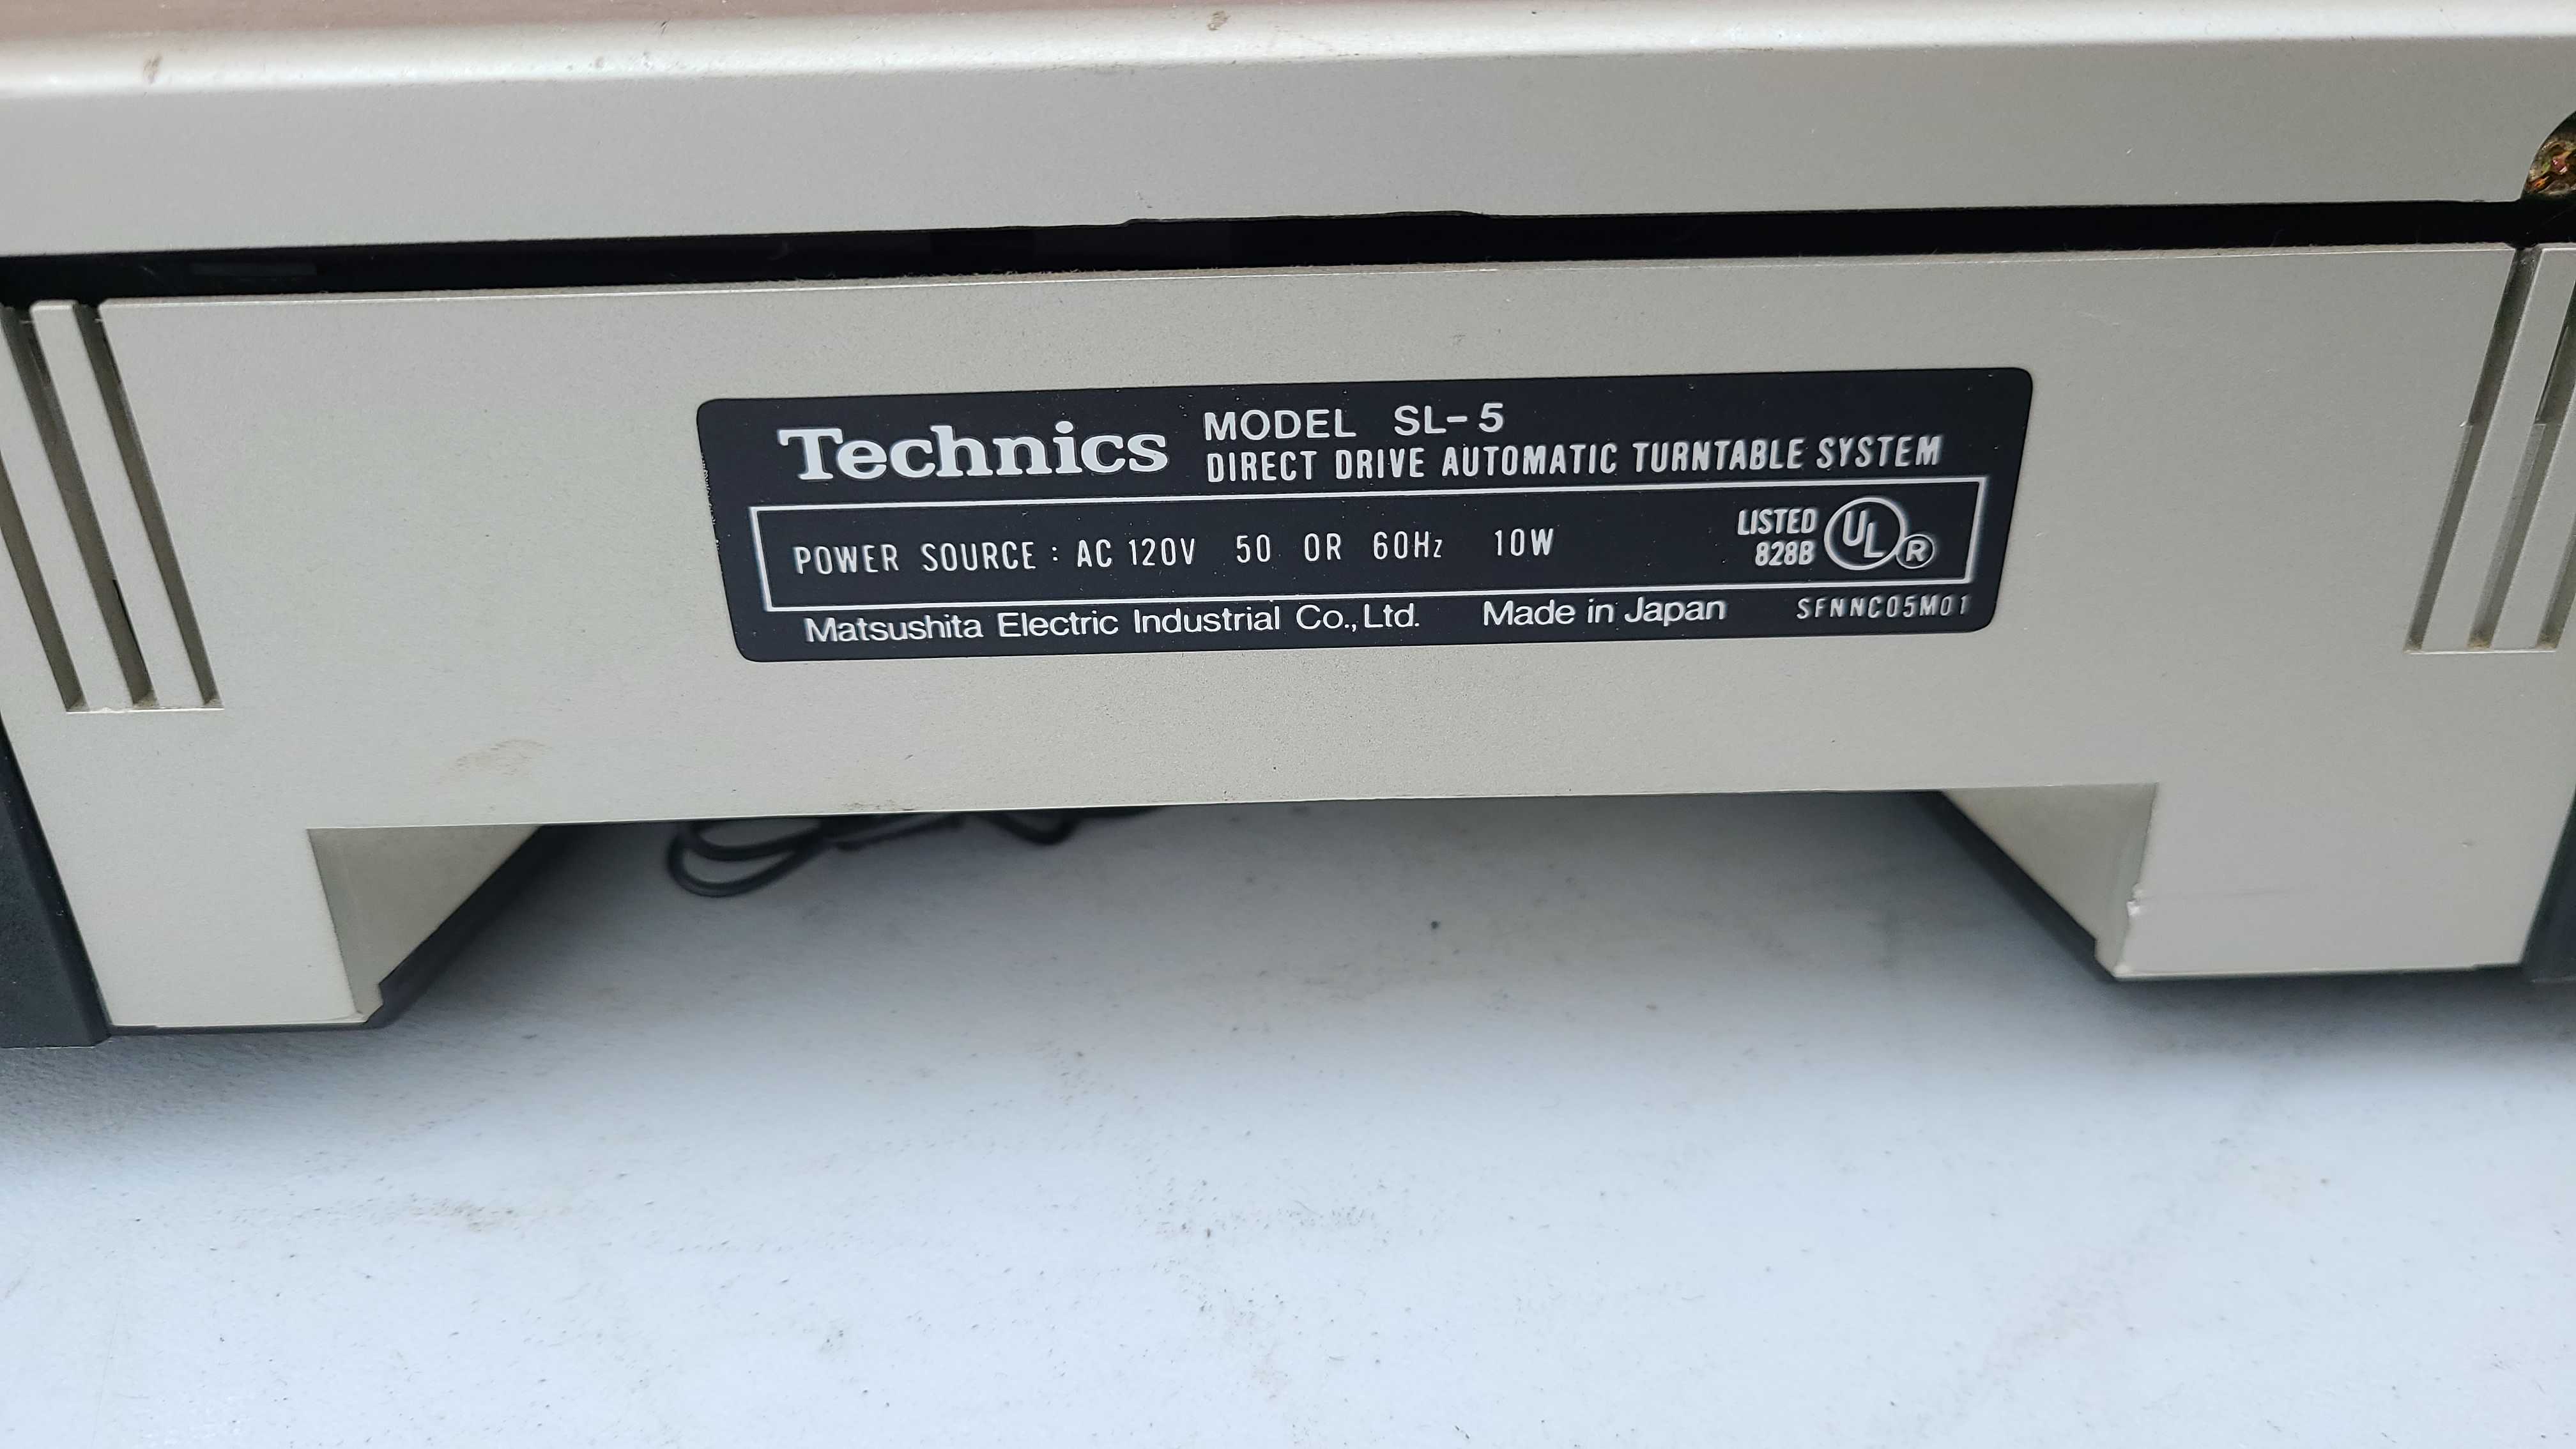 Technics MODEL SL-5
DIRECT DRIVE AUTOMATIC TURNTABLE SYSTEM
POWER SOURCE : AC 120V 50 OR 60Hz 10W
LISTED
828B
UL
R
Matsushita Electric Industrial Co., Ltd. Made in Japan SFNNC05M01